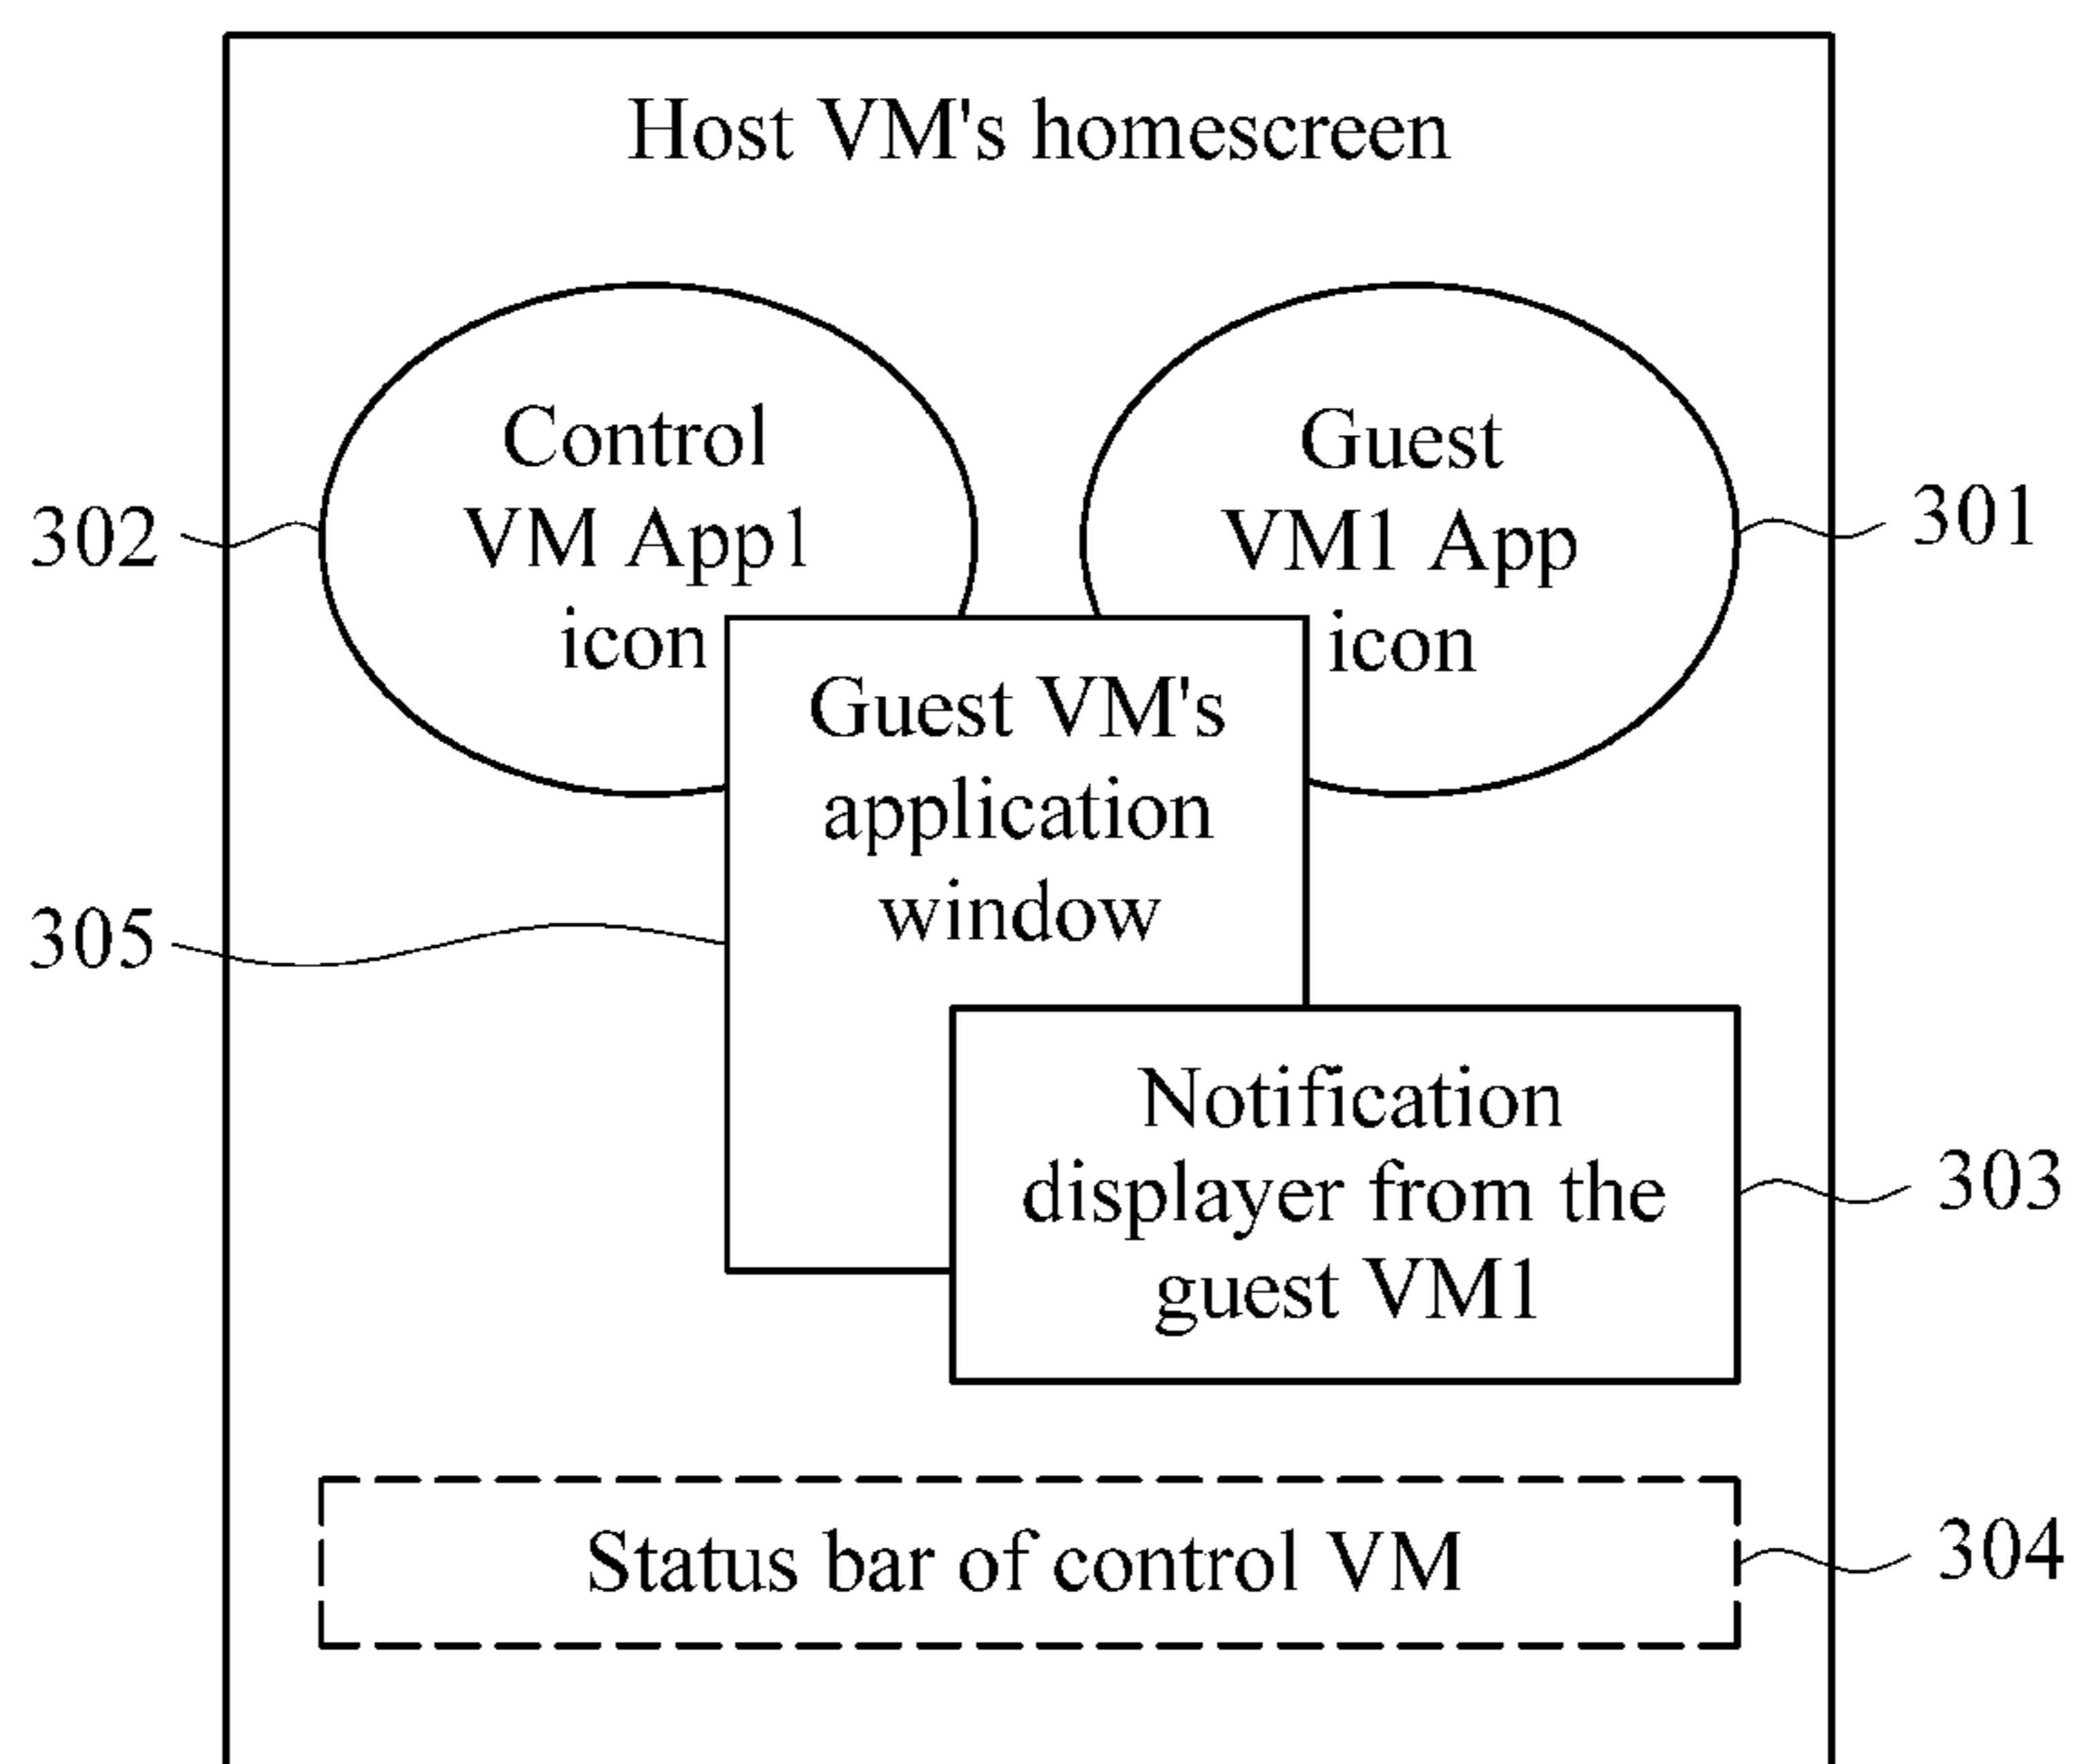 Host VM's homescreen
Control
VM App1
icon
Guest
VM1 App
icon
302
301
Guest VM's
application
window
305
Notification
displayer from the
guest VM1
303
Status bar of control VM
304